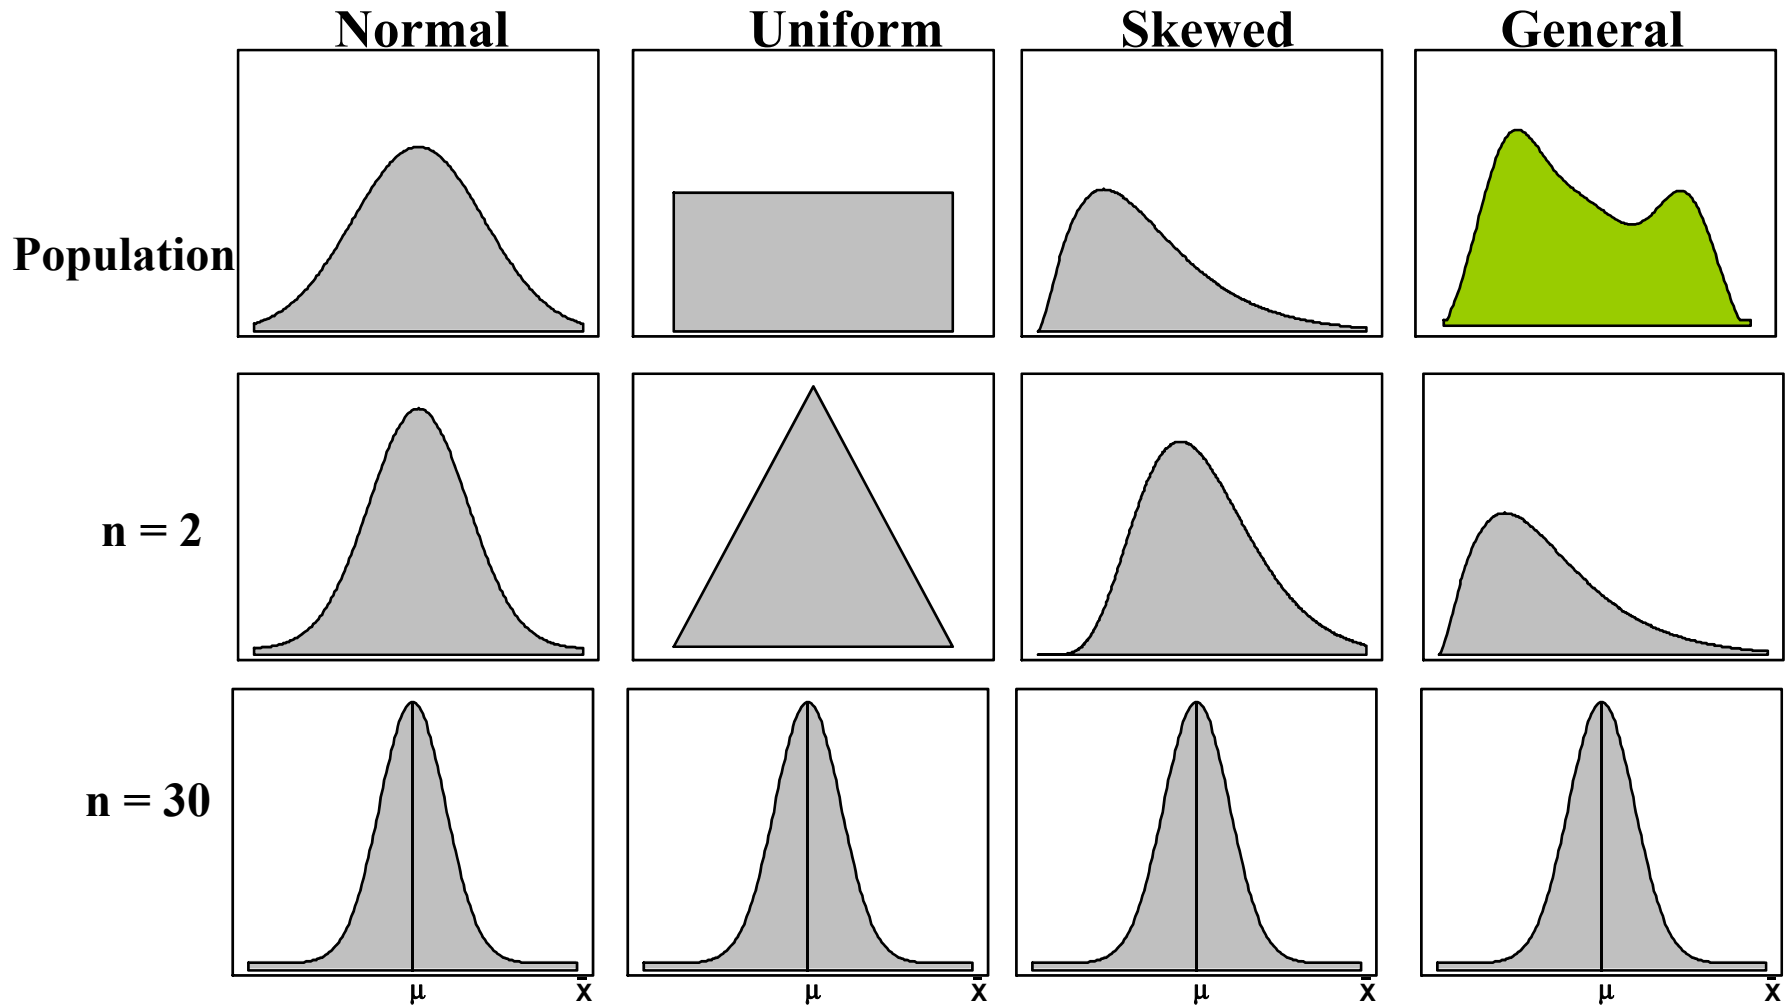 Normal Uniform Skewed General
Population
n = 2
n = 30
μ x̄ μ x̄ μ x̄ μ x̄